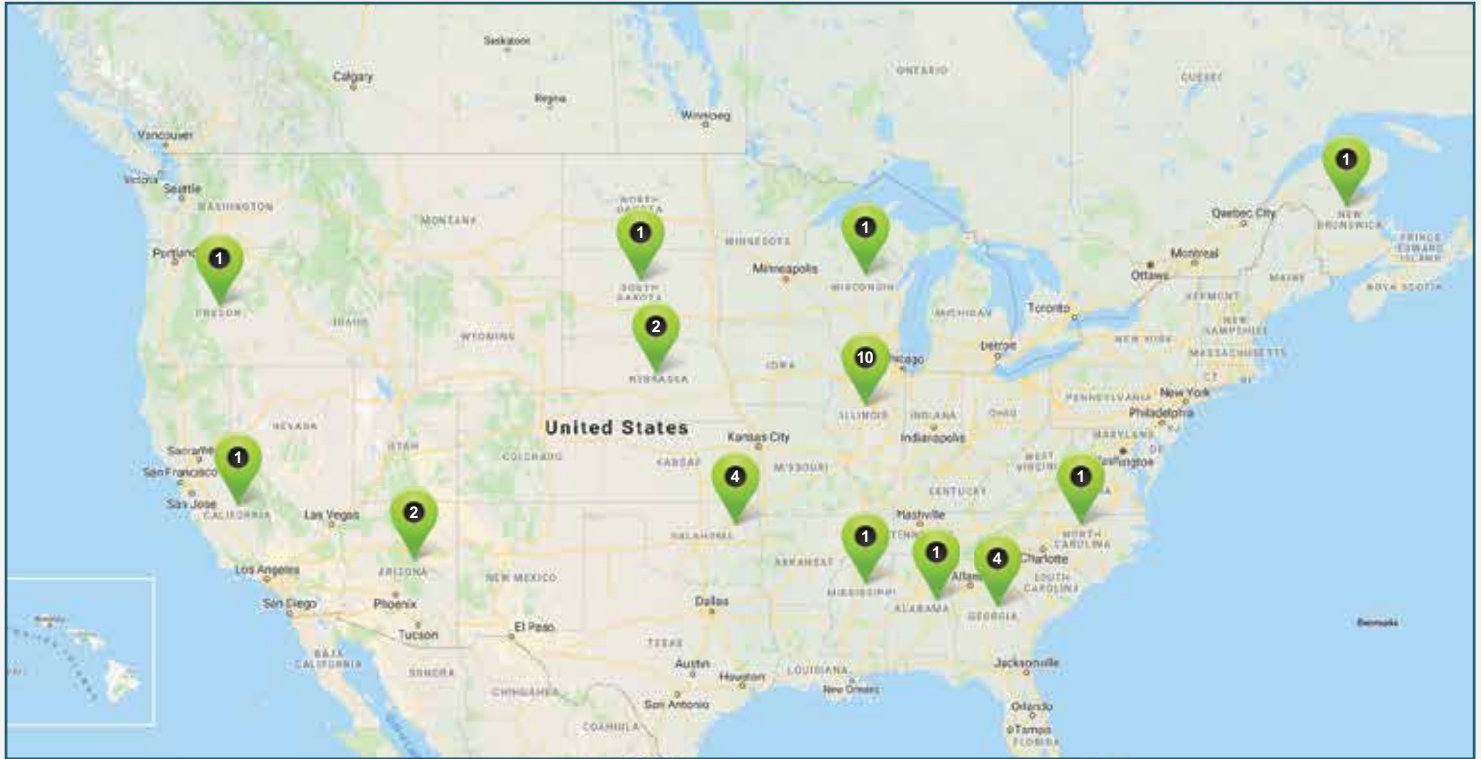 Saskatoon
Calgary
Regina
ONTARIO
QUEBEC
Winnipeg
Vancouver
1
Victoria
Seattle
WASHINGTON
NORTH
DAKOTA
MONTANA
Quebec City
NEW
BRUNSWICK
1
1
MINNESOTA
PRINCE
EDWARD
ISLAND
Portland
1
Minneapolis
Montreal
Ottawa
MAINE
SOUTH
DAKOTA
WISCONSIN
NOVA SCOTIA
VERMONT
OREGON
IDAHO
MICHIGAN
Toronto
NEW
HAMPSHIRE
2
WYOMING
Detroit
NEW YORK
MASSACHUSETTS
10
Chicago
IOWA
CT
RI
NEBRASKA
PENNSYLVANIA
New York
Philadelphia
ILLINOIS
INDIANA
OHIO
NEVADA
United States
Kansas City
Indianapolis
MARYLAND
UTAH
Sacrame
1
COLORADO
KANSAS
4
MISSOURI
WEST
VIRGINIA
DE
Washington
San Francisco
1
San Jose
KENTUCKY
CALIFORNIA
Las Vegas
2
Nashville
OKLAHOMA
1
TENN
NORTH
CAROLINA
1
4
Charlotte
Los Angeles
ARIZONA
NEW MEXICO
ARKANSAS
Atlan
SOUTH
CAROLINA
MISSISSIPPI
San Diego
Phoenix
Dallas
ALABAMA
GEORGIA
Tucson
El Paso
Bermuda
TEXAS
BAJA
CALIFORNIA
SONORA
Austin
LOUISIANA
Jacksonville
Houston
New Orleans
CHIHUAHUA
San Antonio
Orlando
COAHUILA
Tampa
FLORIDA